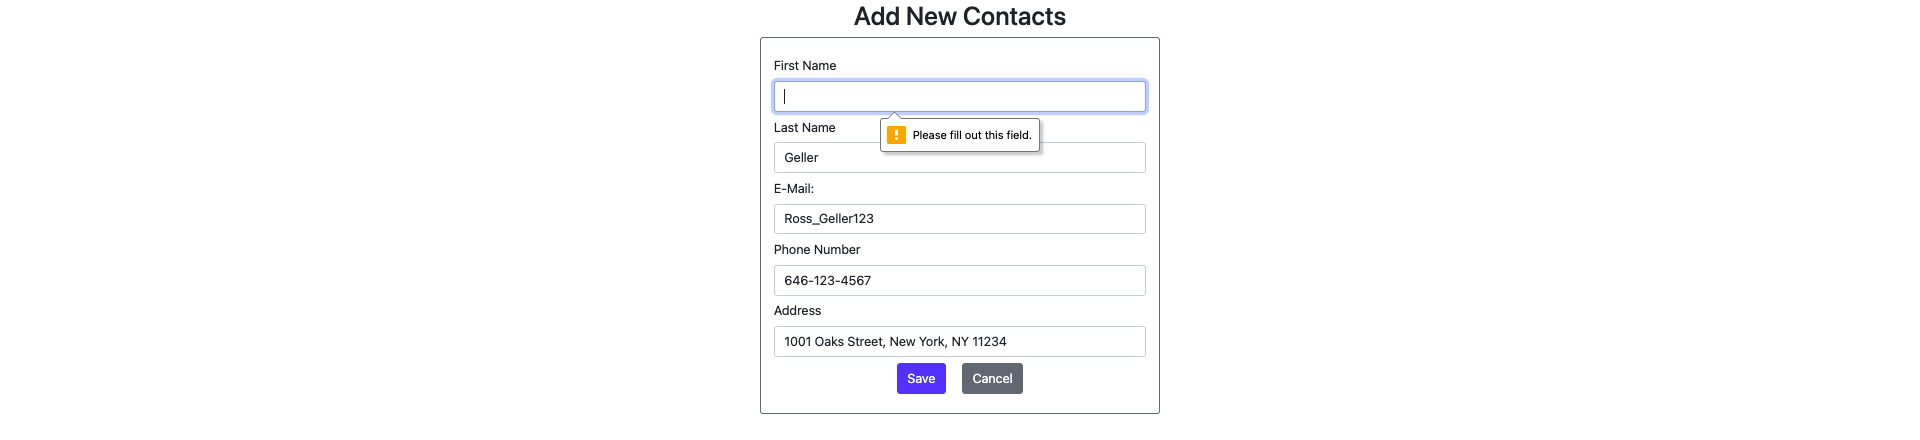 Add New Contacts
First Name
Please fill out this field.
Last Name
Geller
E-Mail:
Ross_Geller123
Phone Number
646-123-4567
Address
1001 Oaks Street, New York, NY 11234
Save Cancel